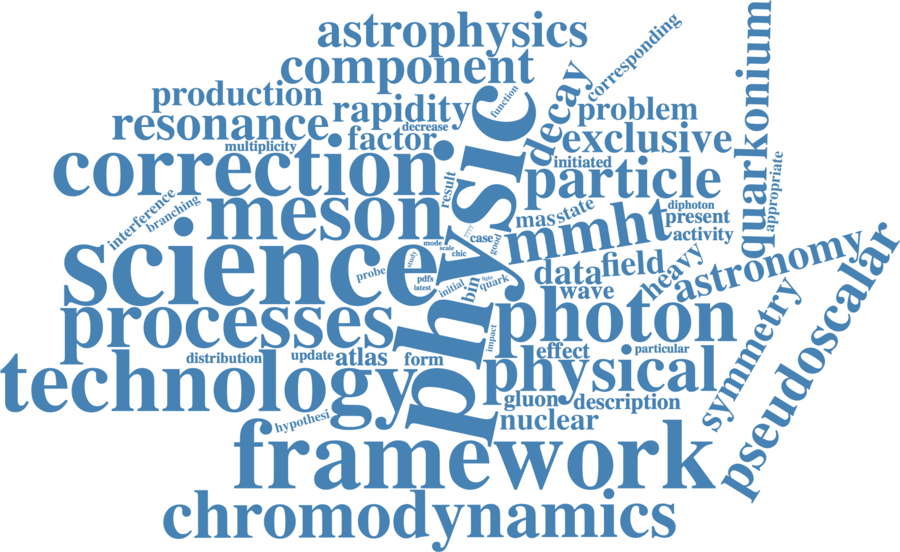 astrophysics
corresponding
quarkonium
component
production
rapidity
function
decay
problem
resonance
decrease
factor
exclusive
multiplicity
initiated
correction
physic
particle
appropriate
result
meson
interference
branching
mass
state
diphoton
present
activity
mmht
case
good
science
mode
scale
chic
study
probe
pdfs
latest
initial
bin
light
quark
data
field
heavy
astronomy
wave
processes
photon
symmetry
pseudoscalar
impact
distribution
update
atlas
form
effect
particular
technology
physical
gluon
description
hypothesi
nuclear
framework
chromodynamics